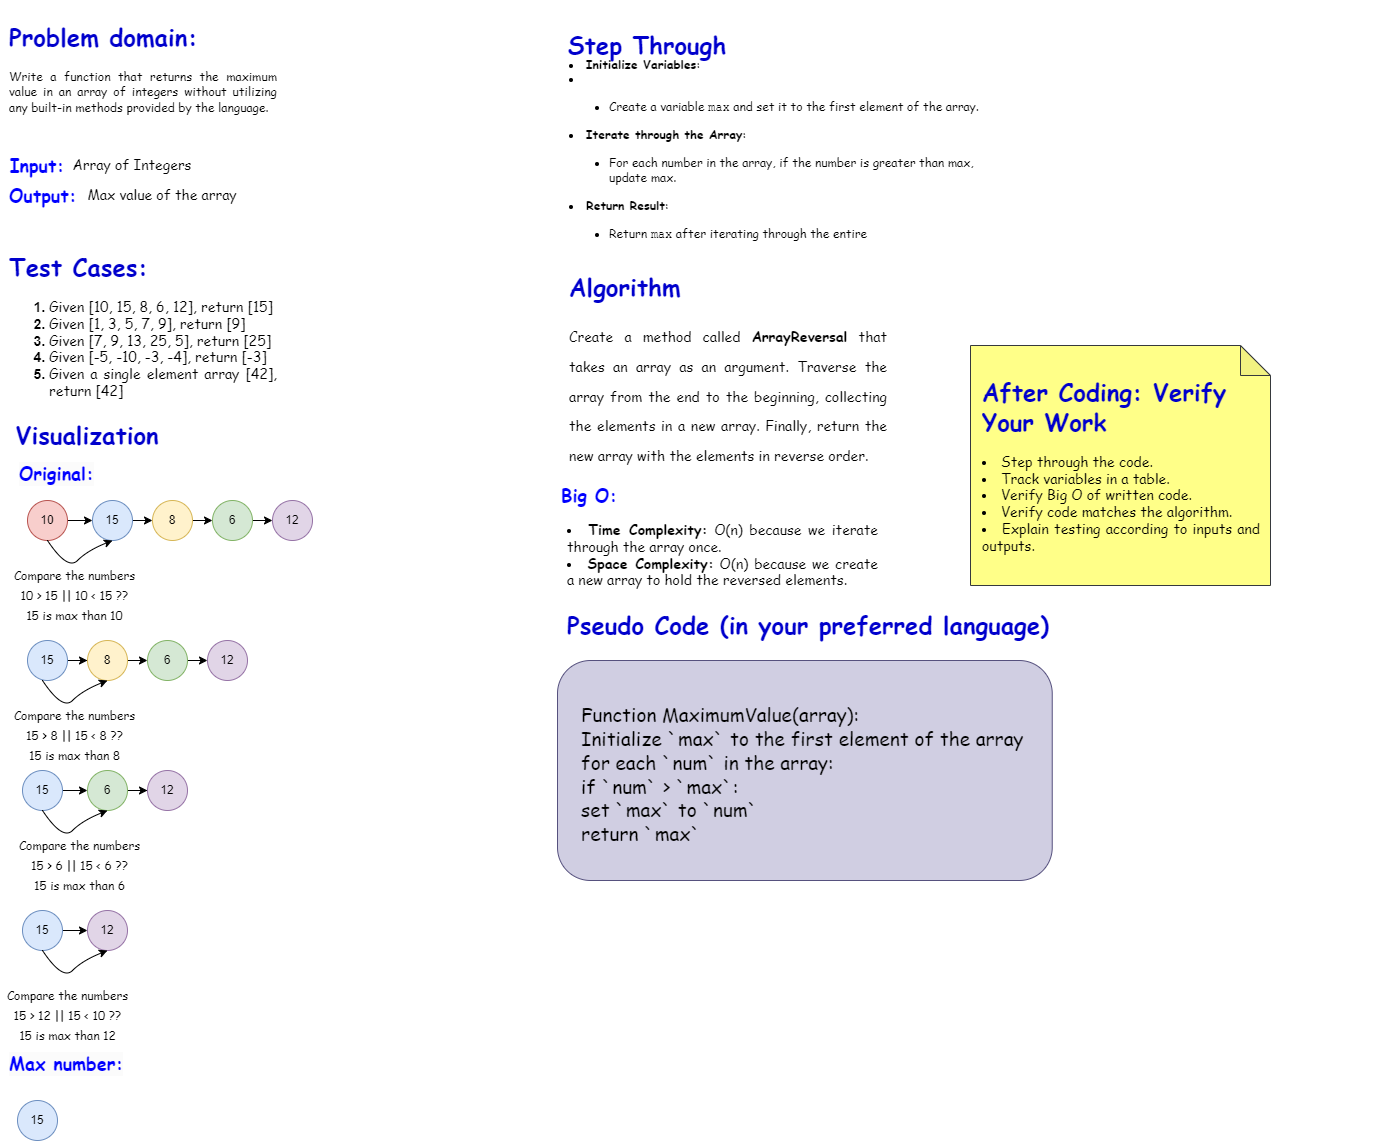 Problem domain:
Write a function that returns the maximum
value in an array of integers without utilizing
any built-in methods provided by the language.
Input: Array of Integers
Output: Max value of the array
Test Cases:
1. Given [10, 15, 8, 6, 12], return [15]
2. Given [1, 3, 5, 7, 9], return [9]
3. Given [7, 9, 13, 25, 5], return [25]
4. Given [-5, -10, -3, -4], return [-3]
5. Given a single element array [42],
return [42]
Visualization
Original:
10 15 8 6 12
Compare the numbers
10 > 15 || 10 < 15 ??
15 is max than 10
15 8 6 12
Compare the numbers
15 > 8 || 15 < 8 ??
15 is max than 8
15 6 12
Compare the numbers
15 > 6 || 15 < 6 ??
15 is max than 6
15 12
Compare the numbers
15 > 12 || 15 < 10 ??
15 is max than 12
Max number:
15
Step Through
• Initialize Variables:
•
• Create a variable max and set it to the first element of the array.
• Iterate through the Array:
• For each number in the array, if the number is greater than max,
update max.
• Return Result:
• Return max after iterating through the entire
Algorithm
Create a method called ArrayReversal that
takes an array as an argument. Traverse the
array from the end to the beginning, collecting
the elements in a new array. Finally, return the
new array with the elements in reverse order.
Big O:
• Time Complexity: O(n) because we iterate
through the array once.
• Space Complexity: O(n) because we create
a new array to hold the reversed elements.
After Coding: Verify
Your Work
• Step through the code.
• Track variables in a table.
• Verify Big O of written code.
• Verify code matches the algorithm.
• Explain testing according to inputs and
outputs.
Pseudo Code (in your preferred language)
Function MaximumValue(array):
Initialize `max` to the first element of the array
for each `num` in the array:
if `num` > `max`:
set `max` to `num`
return `max`